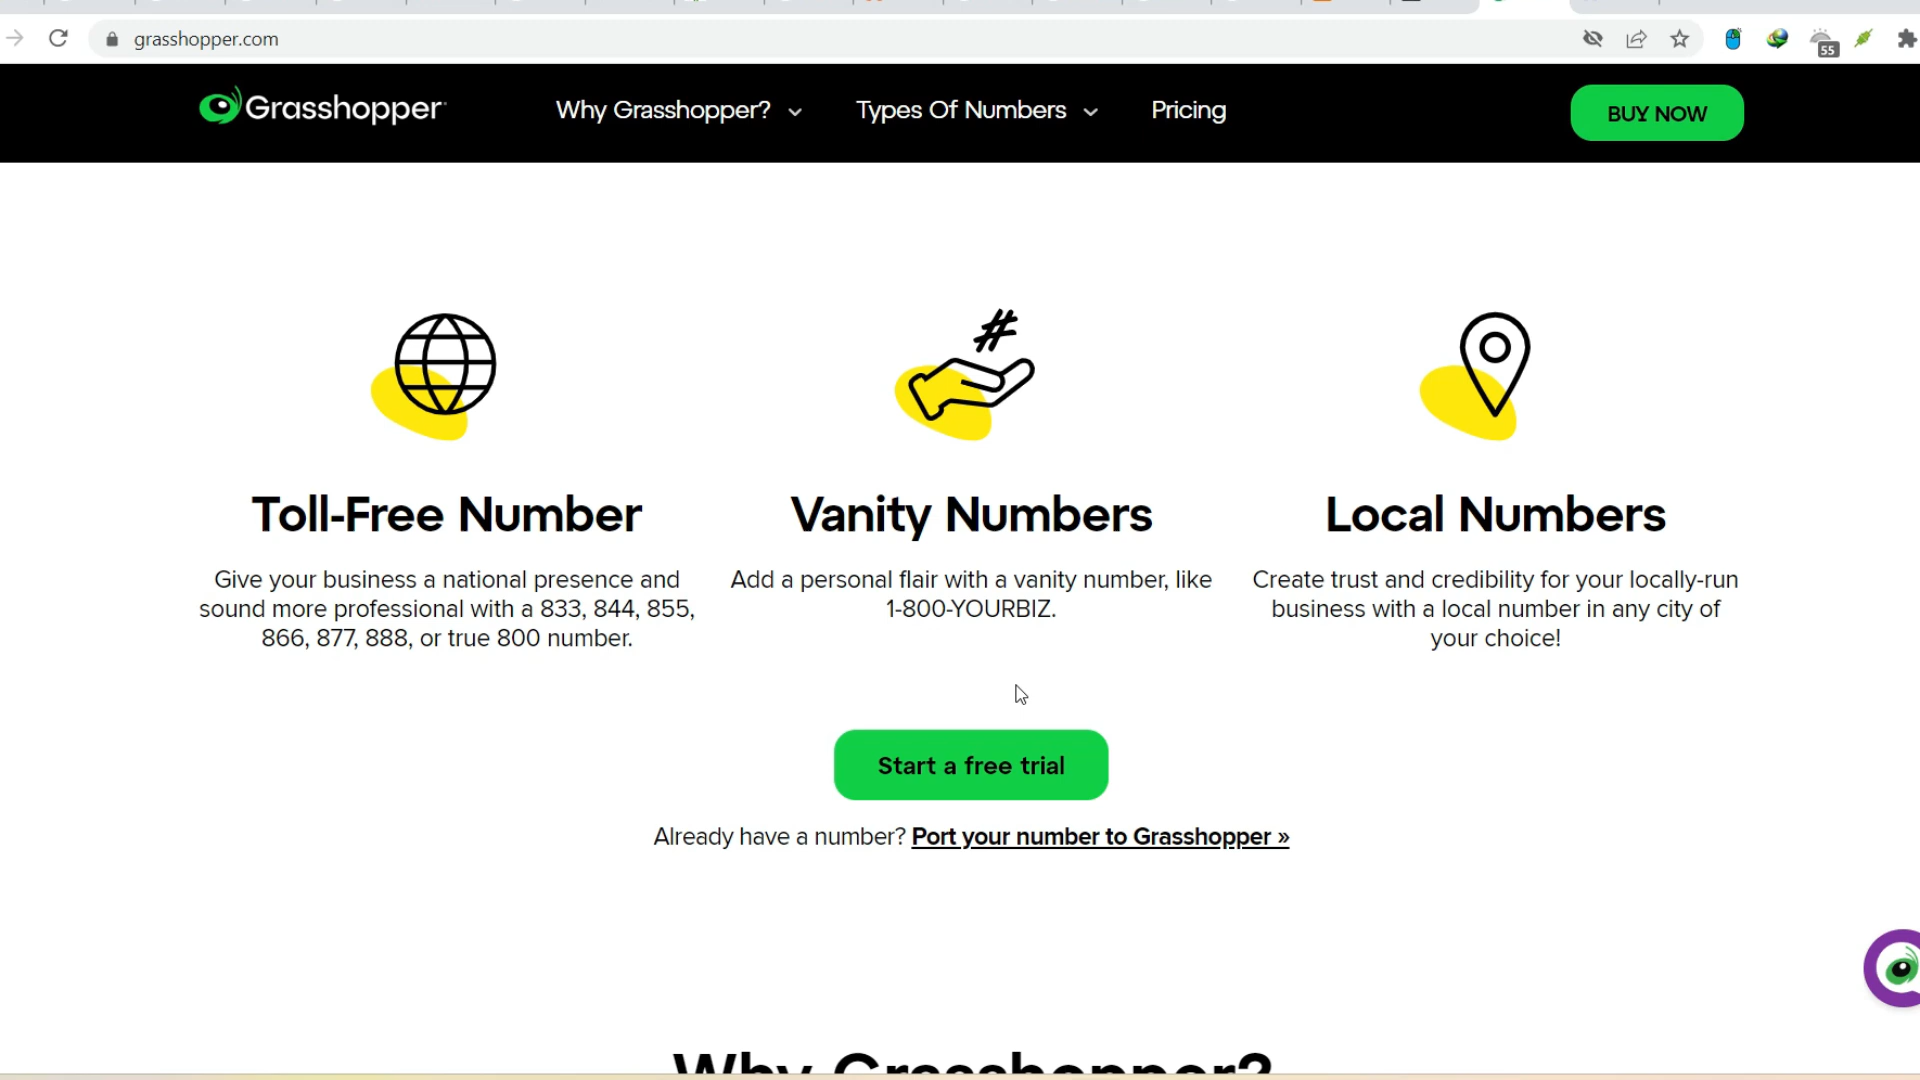 grasshopper.com
55
Grasshopper
Why Grasshopper?
Types Of Numbers
Pricing
BUY NOW
#
Toll-Free Number
Give your business a national presence and
sound more professional with a 833, 844, 855,
866, 877, 888, or true 800 number.
Vanity Numbers
Add a personal flair with a vanity number, like
1-800-YOURBIZ.
Local Numbers
Create trust and credibility for your locally-run
business with a local number in any city of
your choice!
Start a free trial
Already have a number? Port your number to Grasshopper »
Why Grasshopper?